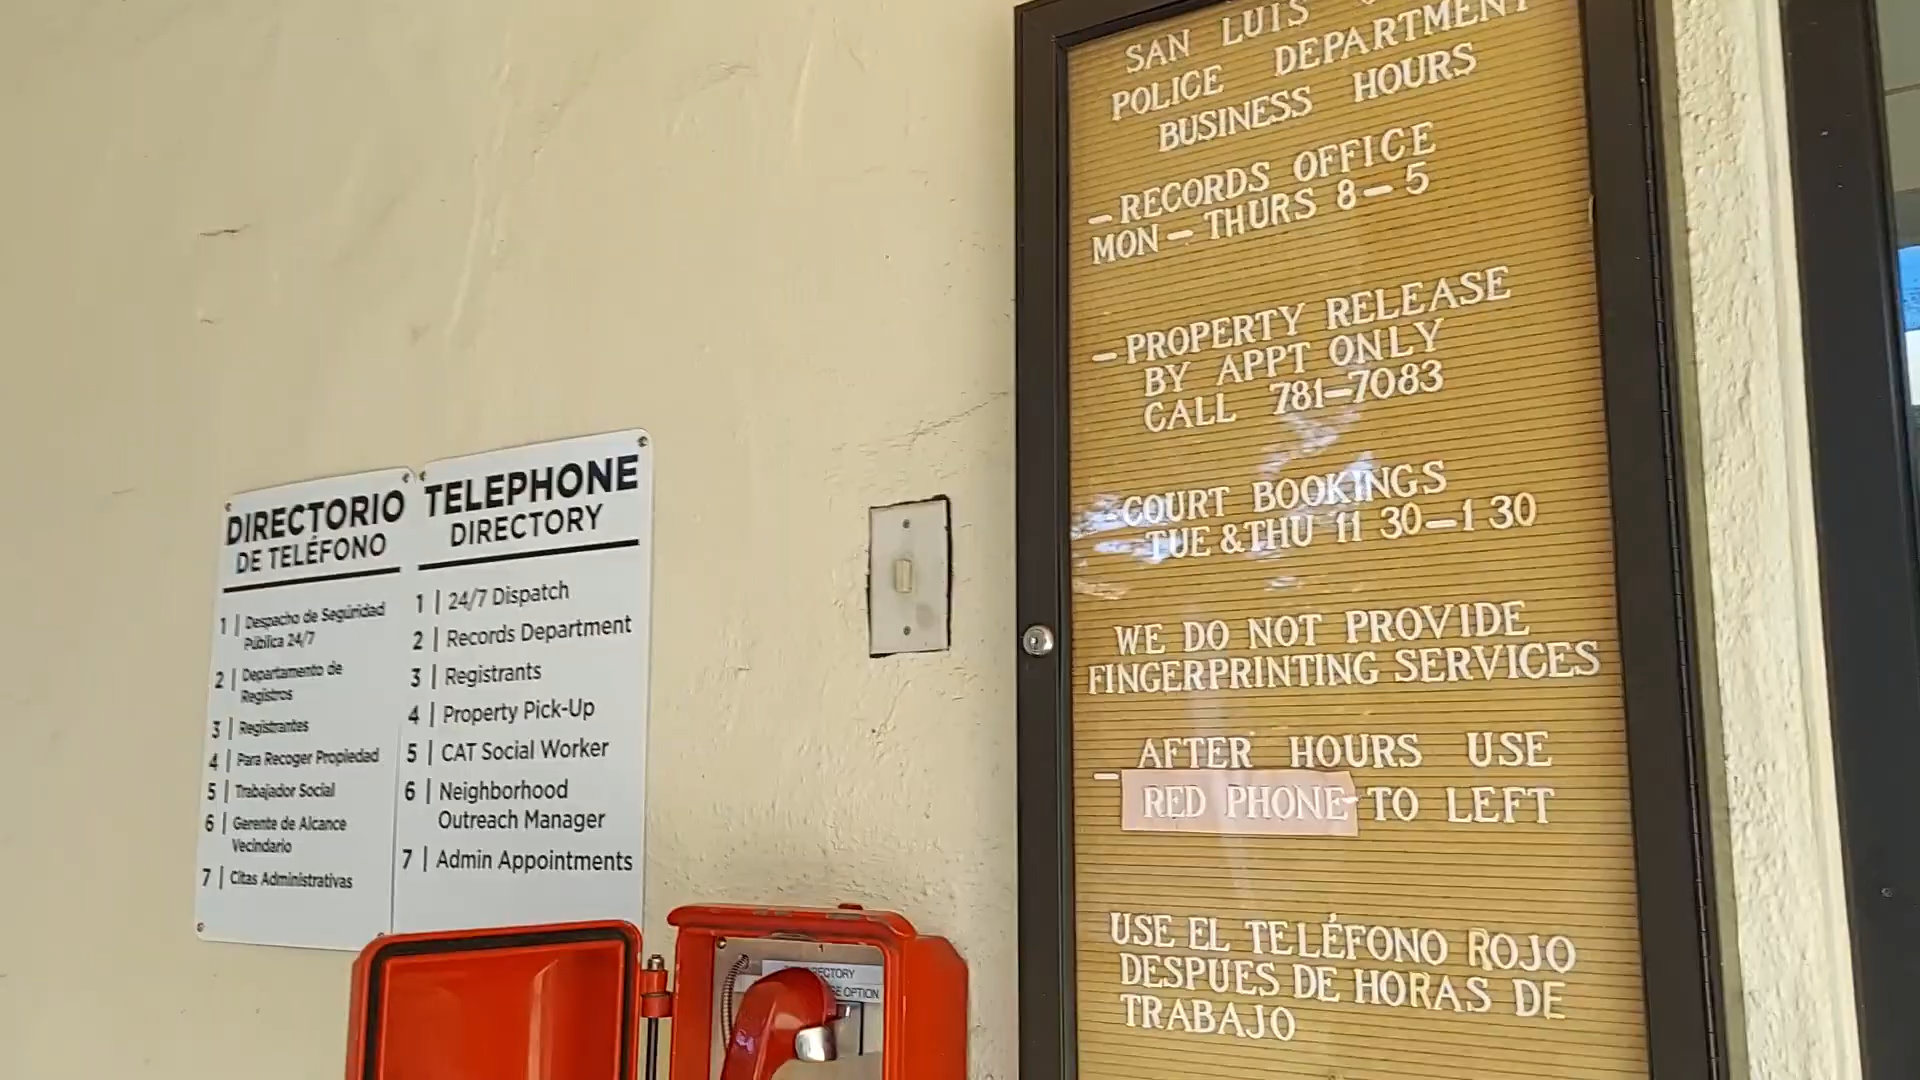 DIRECTORIO
DE TELÉFONO
1 | Despacho de Segúridad
Pública 24/7
2 | Departamento de
Registros
3 | Registrantes
4 | Para Recoger Propiedad
5 | Trabajador Social
6 | Gerente de Alcance
Vecindario
7 | Citas Administrativas
TELEPHONE
DIRECTORY
1 | 24/7 Dispatch
2 | Records Department
3 | Registrants
4 | Property Pick-Up
5 | CAT Social Worker
6 | Neighborhood
Outreach Manager
7 | Admin Appointments
OPTION
SAN LUIS
POLICE DEPARTMENT
BUSINESS HOURS
- RECORDS OFFICE
MON - THURS 8 - 5
- PROPERTY RELEASE
BY APPT ONLY
CALL 781-7083
- COURT BOOKINGS
TUE & THU 11 30-1 30
WE DO NOT PROVIDE
FINGERPRINTING SERVICES
AFTER HOURS USE
- RED PHONE- TO LEFT
USE EL TELÉFONO ROJO
DESPUES DE HORAS DE
TRABAJO